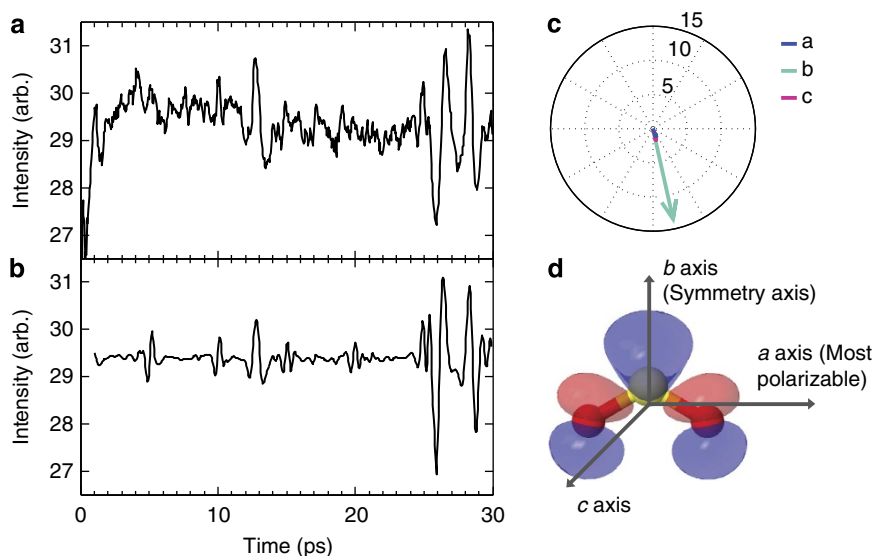 a
31
30
29
28
27
Intensity (arb.)
b
31
30
29
28
27
Intensity (arb.)
0
10
20
30
Time (ps)
c
15
10
5
a
b
c
d
b axis
(Symmetry axis)
a axis (Most
polarizable)
c axis